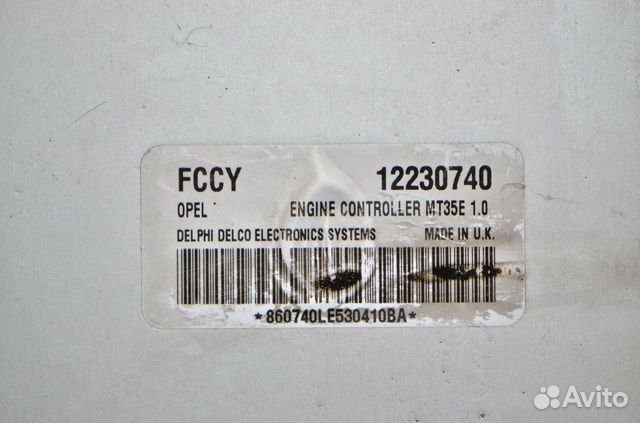 FCCY 12230740
OPEL ENGINE CONTROLLER MT35E 1.0
DELPHI DELCO ELECTRONICS SYSTEMS MADE IN U.K.
*860740LE530410BA*
Avito